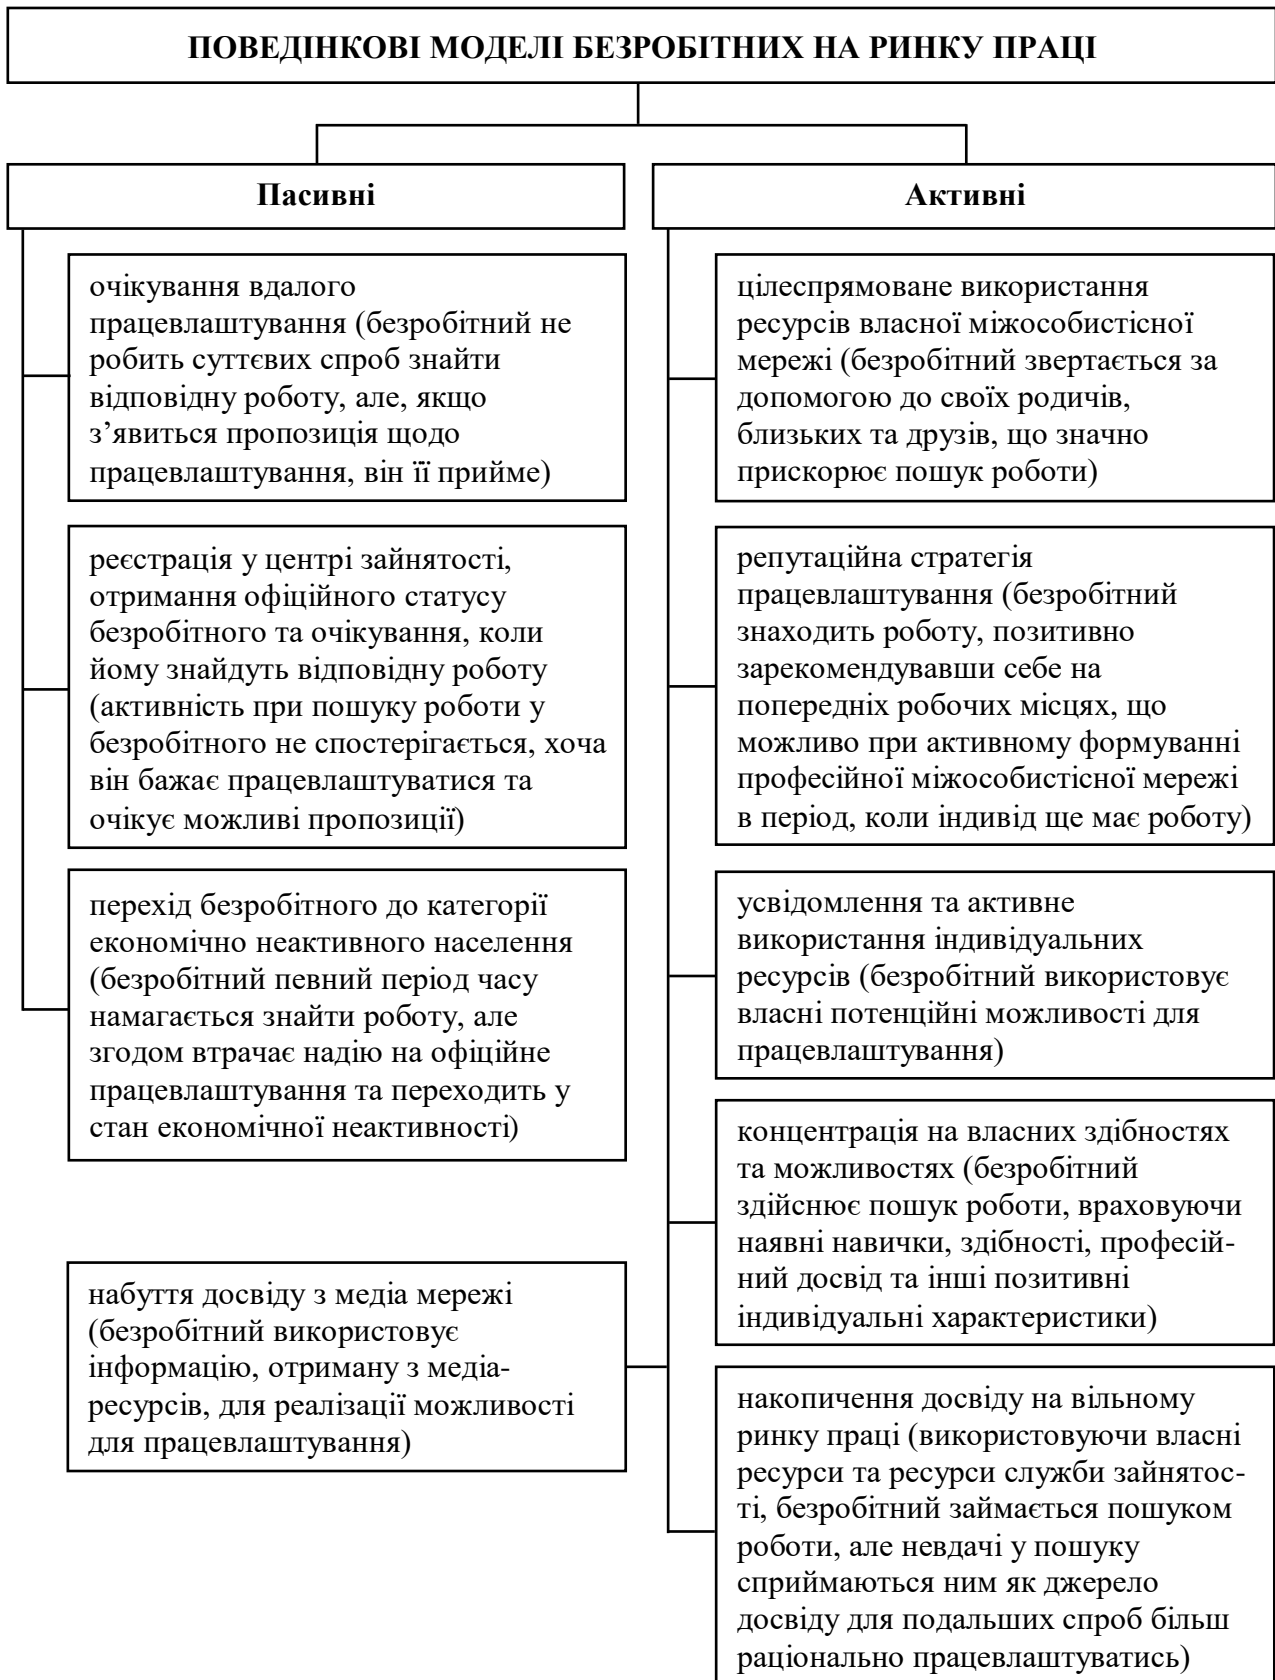 ПОВЕДІНКОВІ МОДЕЛІ БЕЗРОБІТНИХ НА РИНКУ ПРАЦІ
Пасивні
очікування вдалого
працевлаштування (безробітний не
робить суттєвих спроб знайти
відповідну роботу, але, якщо
з’явиться пропозиція щодо
працевлаштування, він її прийме)
реєстрація у центрі зайнятості,
отримання офіційного статусу
безробітного та очікування, коли
йому знайдуть відповідну роботу
(активність при пошуку роботи у
безробітного не спостерігається, хоча
він бажає працевлаштуватися та
очікує можливі пропозиції)
перехід безробітного до категорії
економічно неактивного населення
(безробітний певний період часу
намагається знайти роботу, але
згодом втрачає надію на офіційне
працевлаштування та переходить у
стан економічної неактивності)
Активні
цілеспрямоване використання
ресурсів власної міжособистісної
мережі (безробітний звертається за
допомогою до своїх родичів,
близьких та друзів, що значно
прискорює пошук роботи)
репутаційна стратегія
працевлаштування (безробітний
знаходить роботу, позитивно
зарекомендувавши себе на
попередніх робочих місцях, що
можливо при активному формуванні
професійної міжособистісної мережі
в період, коли індивід ще має роботу)
усвідомлення та активне
використання індивідуальних
ресурсів (безробітний використовує
власні потенційні можливості для
працевлаштування)
концентрація на власних здібностях
та можливостях (безробітний
здійснює пошук роботи, враховуючи
наявні навички, здібності, професій-
ний досвід та інші позитивні
індивідуальні характеристики)
набуття досвіду з медіа мережі
(безробітний використовує
інформацію, отриману з медіа-
ресурсів, для реалізації можливості
для працевлаштування)
накопичення досвіду на вільному
ринку праці (використовуючи власні
ресурси та ресурси служби зайнятос-
ті, безробітний займається пошуком
роботи, але невдачі у пошуку
сприймаються ним як джерело
досвіду для подальших спроб більш
раціонально працевлаштуватись)